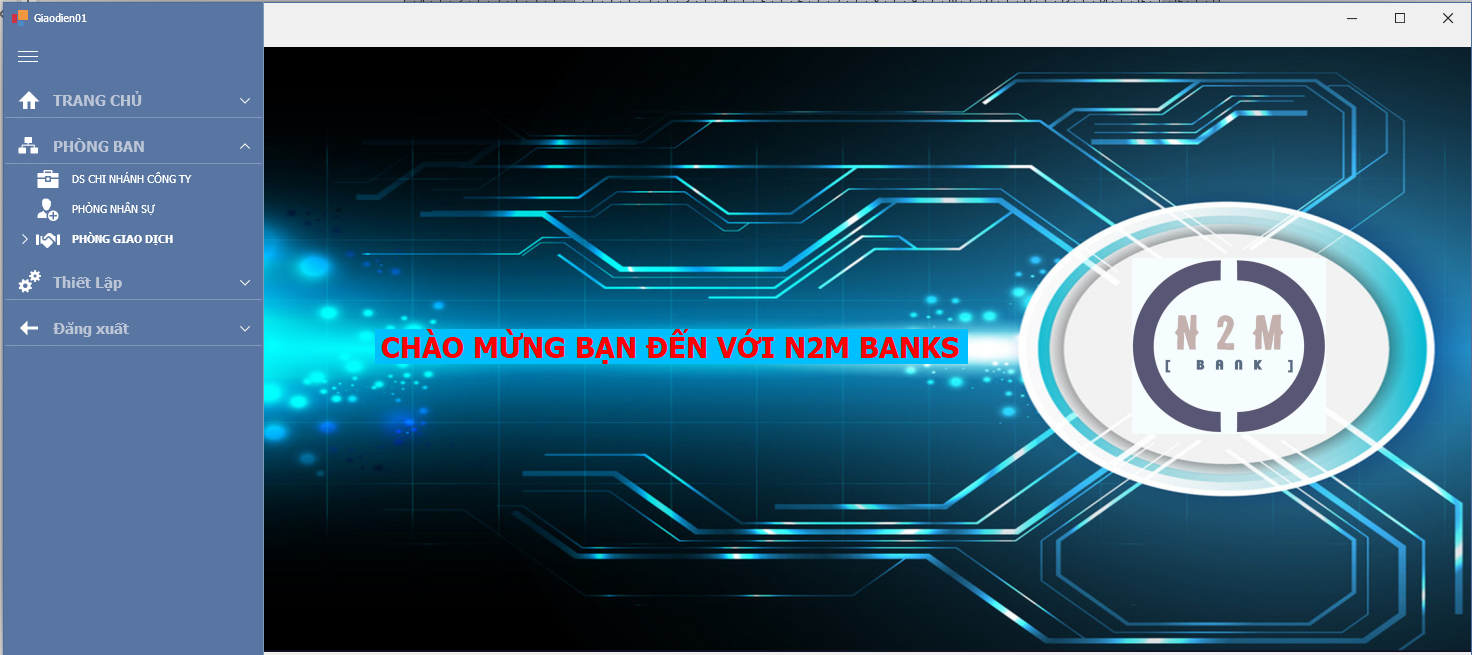 Giaodien01
TRANG CHỦ
PHÒNG BAN
DS CHI NHÁNH CÔNG TY
PHÒNG NHÂN SỰ
PHÒNG GIAO DỊCH
Thiết Lập
Đăng xuất
CHÀO MỪNG BẠN ĐẾN VỚI N2M BANKS
N2M
[ BANK ]